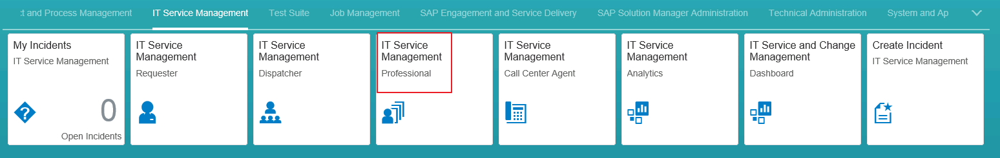 ct and Process Management IT Service Management Test Suite Job Management SAP Engagement and Service Delivery SAP Solution Manager Administration Technical Administration System and Ap
My Incidents
IT Service Management
?
0
Open Incidents
IT Service
Management
Requester
IT Service
Management
Dispatcher
IT Service
Management
Professional
IT Service
Management
Call Center Agent
IT Service
Management
Analytics
IT Service and Change
Management
Dashboard
Create Incident
IT Service Management